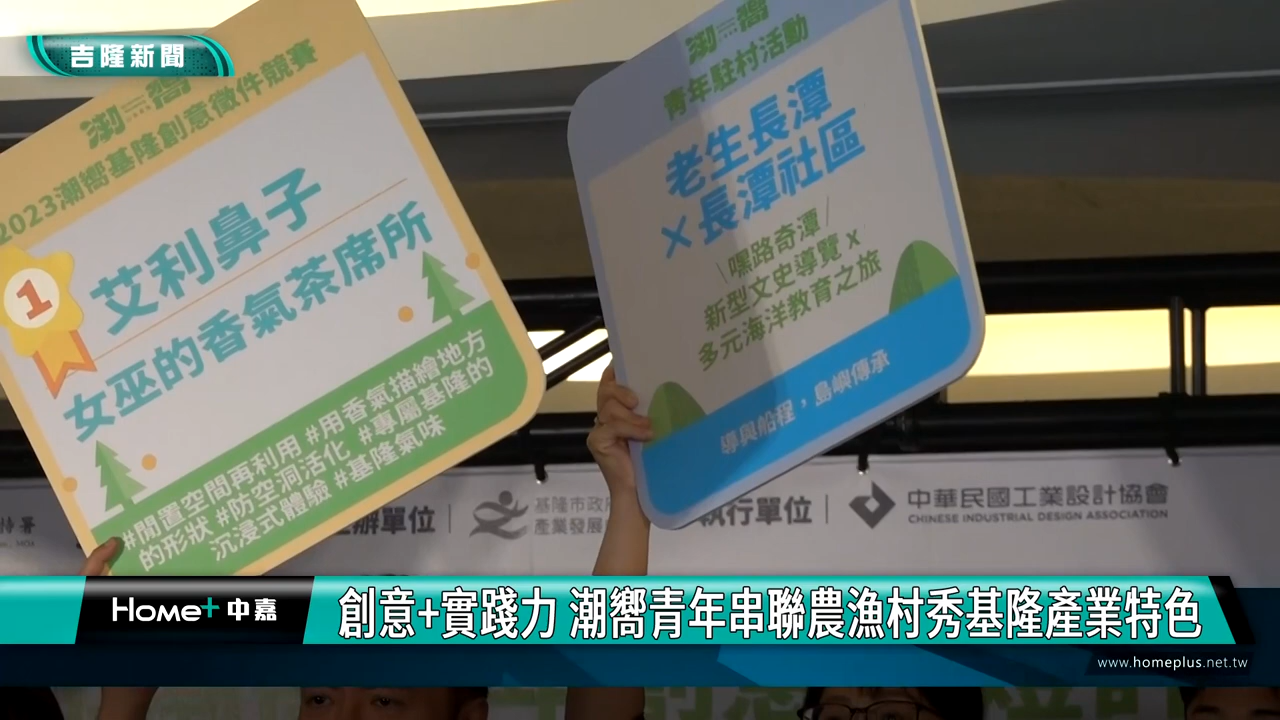 吉隆新聞
潮嚮
2023潮嚮基隆創意徵件競賽
1
艾利鼻子
女巫的香氣茶席所
#閒置空間再利用 #用香氣描繪地方
的形狀 #防空洞活化 #專屬基隆的
沉浸式體驗 #基隆氣味
潮嚮
青年駐村活動
老生長潭
×長潭社區
\嘿路奇潭/
新型文史導覽 x
多元海洋教育之旅
導與船程，島嶼傳承
辦單位
基隆市政府
產業發展
執行單位
中華民國工業設計協會
CHINESE INDUSTRIAL DESIGN ASSOCIATION
Home+ 中嘉
創意+實踐力 潮嚮青年串聯農漁村秀基隆產業特色
www.homeplus.net.tw